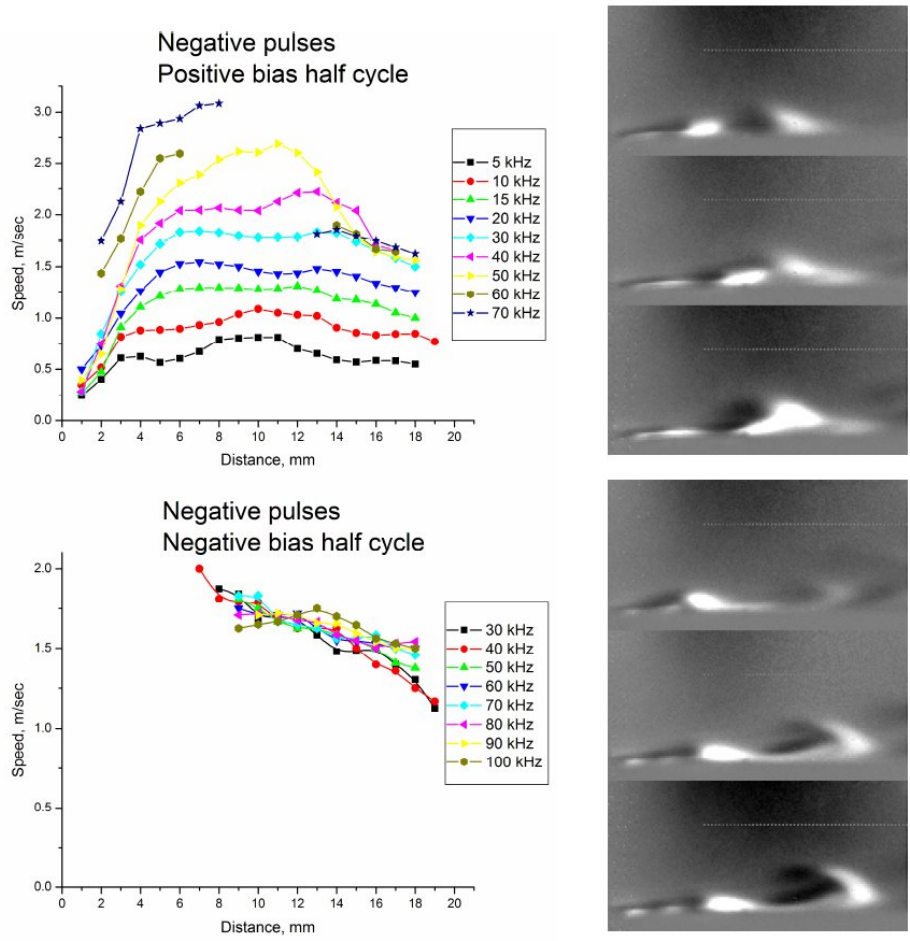 Negative pulses
Positive bias half cycle
3.0
2.5
2.0
1.5
1.0
0.5
0.0
Speed, m/sec
0 2 4 6 8 10 12 14 16 18 20
Distance, mm
5 kHz
10 kHz
15 kHz
20 kHz
30 kHz
40 kHz
50 kHz
60 kHz
70 kHz
Negative pulses
Negative bias half cycle
2.0
1.5
1.0
0.5
0.0
Speed, m/sec
0 2 4 6 8 10 12 14 16 18 20
Distance, mm
30 kHz
40 kHz
50 kHz
60 kHz
70 kHz
80 kHz
90 kHz
100 kHz